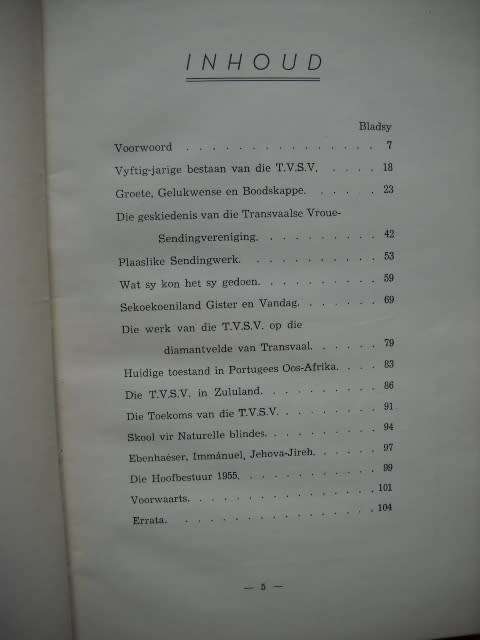 INHOUD
Bladsy
Voorwoord . . . . . . . . . . . . . . . 7
Vyftig-jarige bestaan van die T.V.S.V. . . . . 18
Groete, Gelukwense en Boodskappe. . . . . . 23
Die geskiedenis van die Transvaalse Vroue-
Sendingvereniging. . . . . . . . . . 42
Plaaslike Sendingwerk. . . . . . . . . . . 53
Wat sy kon het sy gedoen. . . . . . . . . . 59
Sekoekoeniland Gister en Vandag. . . . . . . 69
Die werk van die T.V.S.V. op die
diamantvelde van Transvaal. . . . . . 79
Huidige toestand in Portugees Oos-Afrika. . . . 83
Die T.V.S.V. in Zululand. . . . . . . . . . 86
Die Toekoms van die T.V.S.V. . . . . . . . . 91
Skool vir Naturelle blindes. . . . . . . . . . 94
Ebenhaéser, Immánuel, Jehova-Jireh. . . . . . 97
Die Hoofbestuur 1955. . . . . . . . . . . 99
Voorwaarts. . . . . . . . . . . . . . . 101
Errata. . . . . . . . . . . . . . . . 104
— 5 —